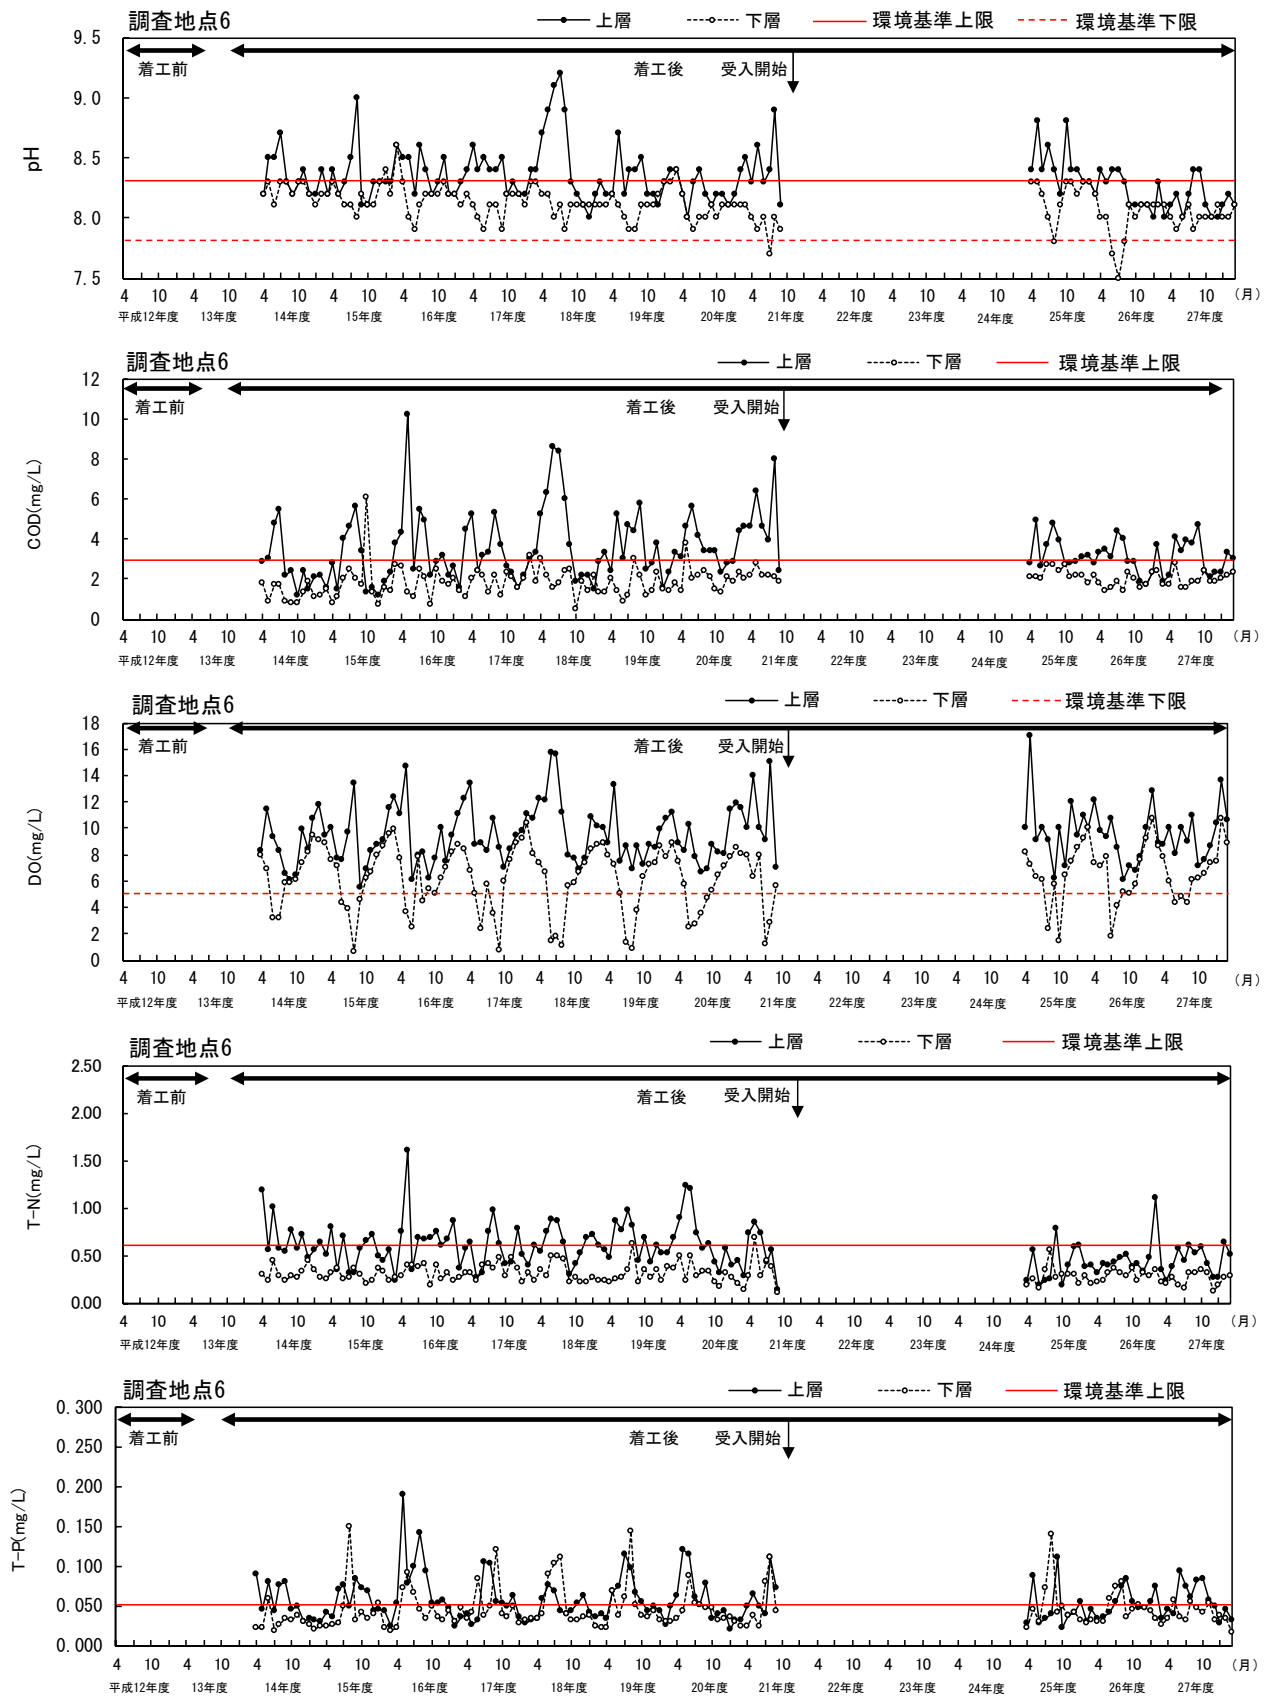 調査地点6
上層 下層 環境基準上限 環境基準下限
9.5
着工前 着工後 受入開始
9.0
8.5
pH
8.0
7.5
4 10 4 10 4 10 4 10 4 10 4 10 4 10 4 10 4 10 4 10 4 10 4 10 4 10 4 10 4 10 4 10 (月)
平成12年度 13年度 14年度 15年度 16年度 17年度 18年度 19年度 20年度 21年度 22年度 23年度 24年度 25年度 26年度 27年度
調査地点6
上層 下層 環境基準上限
12
着工前 着工後 受入開始
10
8
6
COD(mg/L)
4
2
0
4 10 4 10 4 10 4 10 4 10 4 10 4 10 4 10 4 10 4 10 4 10 4 10 4 10 4 10 4 10 4 10 (月)
平成12年度 13年度 14年度 15年度 16年度 17年度 18年度 19年度 20年度 21年度 22年度 23年度 24年度 25年度 26年度 27年度
調査地点6
上層 下層 環境基準下限
18
着工前 着工後 受入開始
16
14
12
10
DO(mg/L)
8
6
4
2
0
4 10 4 10 4 10 4 10 4 10 4 10 4 10 4 10 4 10 4 10 4 10 4 10 4 10 4 10 4 10 4 10 (月)
平成12年度 13年度 14年度 15年度 16年度 17年度 18年度 19年度 20年度 21年度 22年度 23年度 24年度 25年度 26年度 27年度
調査地点6
上層 下層 環境基準上限
2.50
着工前 着工後 受入開始
2.00
1.50
T-N(mg/L)
1.00
0.50
0.00
4 10 4 10 4 10 4 10 4 10 4 10 4 10 4 10 4 10 4 10 4 10 4 10 4 10 4 10 4 10 4 10 (月)
平成12年度 13年度 14年度 15年度 16年度 17年度 18年度 19年度 20年度 21年度 22年度 23年度 24年度 25年度 26年度 27年度
調査地点6
上層 下層 環境基準上限
0.300
着工前 着工後 受入開始
0.250
0.200
0.150
T-P(mg/L)
0.100
0.050
0.000
4 10 4 10 4 10 4 10 4 10 4 10 4 10 4 10 4 10 4 10 4 10 4 10 4 10 4 10 4 10 4 10 (月)
平成12年度 13年度 14年度 15年度 16年度 17年度 18年度 19年度 20年度 21年度 22年度 23年度 24年度 25年度 26年度 27年度